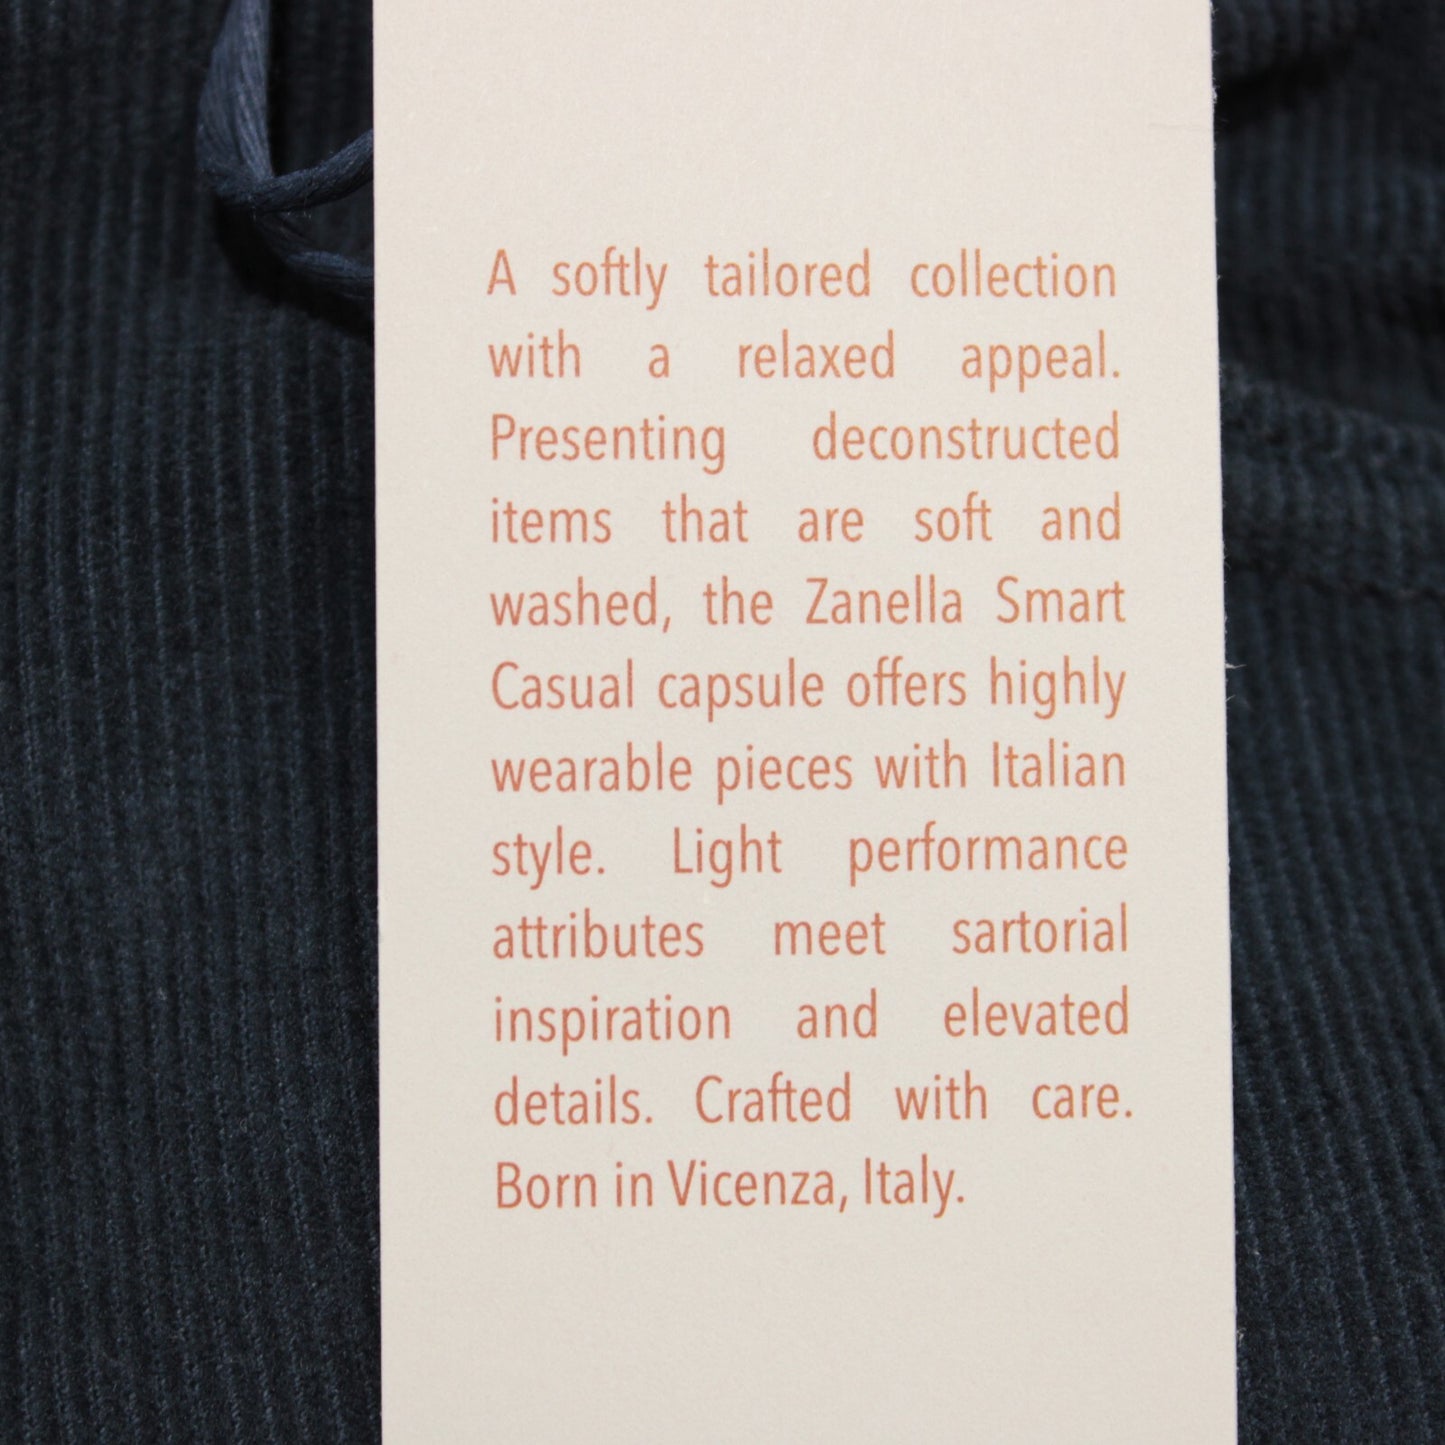 A softly tailored collection
with a relaxed appeal.
Presenting deconstructed
items that are soft and
washed, the Zanella Smart
Casual capsule offers highly
wearable pieces with Italian
style. Light performance
attributes meet sartorial
inspiration and elevated
details. Crafted with care.
Born in Vicenza, Italy.